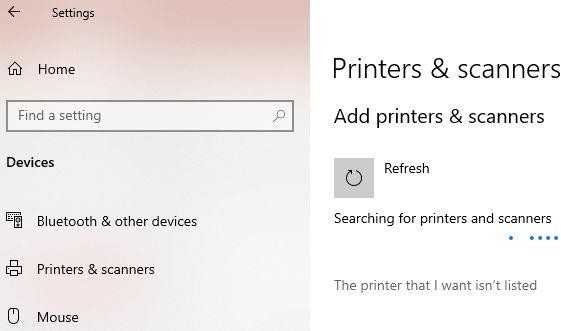 Settings
Home
Find a setting
Devices
Bluetooth & other devices
Printers & scanners
Mouse
Printers & scanners
Add printers & scanners
Refresh
Searching for printers and scanners
The printer that I want isn't listed